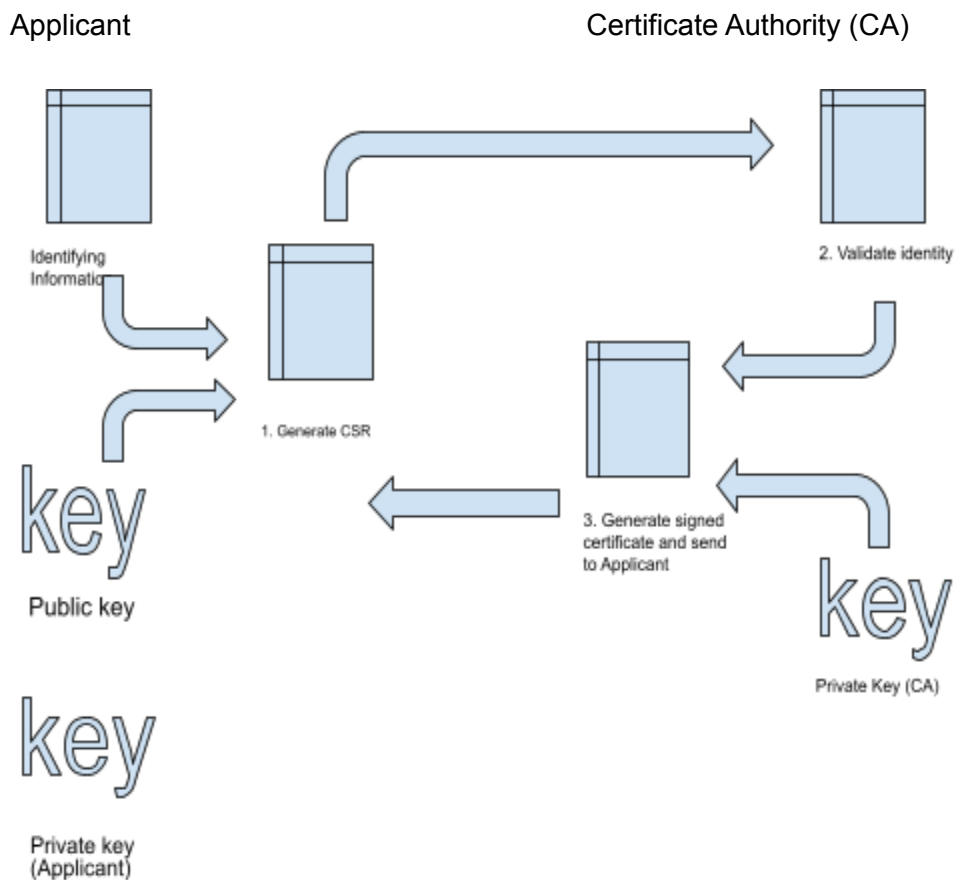 Applicant
Certificate Authority (CA)
Identifying
Information
2. Validate identity
1. Generate CSR
key
Public key
3. Generate signed
certificate and send
to Applicant
key
Private Key (CA)
key
Private key
(Applicant)